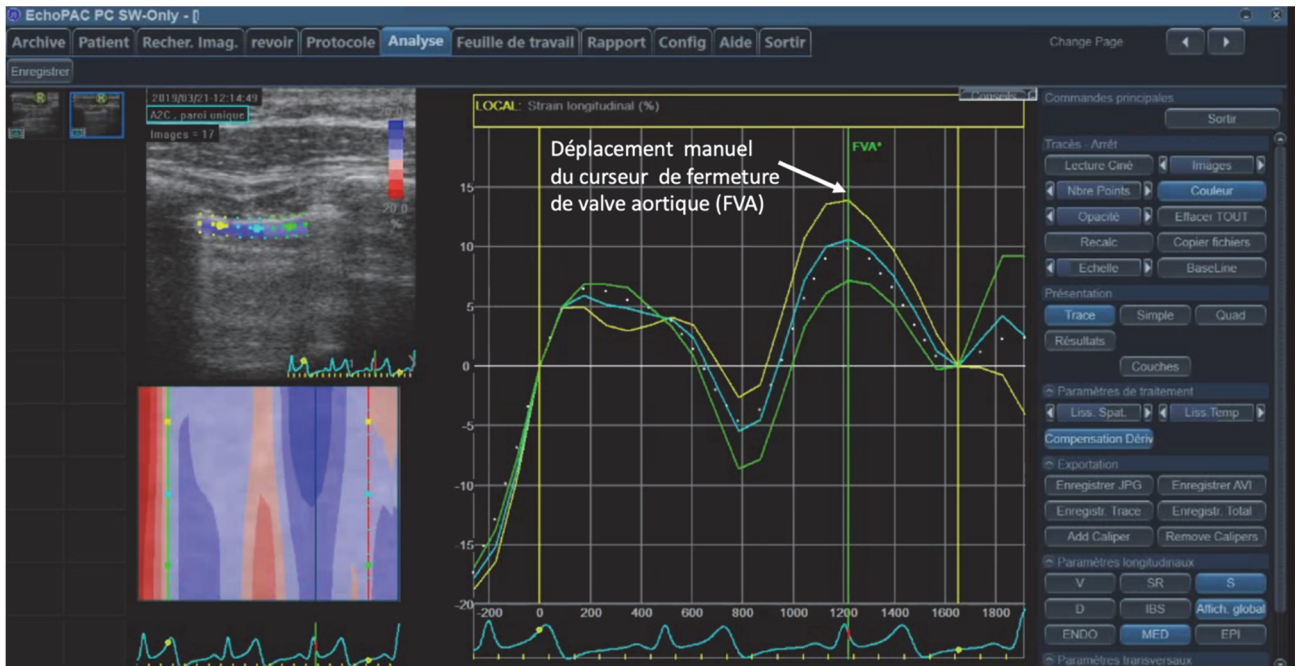 EchoPAC PC SW-Only - [)
Archive Patient Recher. Imag. revoir Protocole Analyse Feuille de travail Rapport Config Aide Sortir
Change Page
Enregistrer
2019/03/21-12:14:49
A2C , paroi unique
Images = 17
20.0
LOCAL: Strain longitudinal (%)
Déplacement manuel
du curseur de fermeture
de valve aortique (FVA)
FVA*
15
10
5
0
-5
-10
-15
-20
-200 0 200 400 600 800 1000 1200 1400 1600 1800
Commandes principales
Sortir
Tracés - Arrêt
Lecture Ciné Images
Nbre Points Couleur
Opacité Effacer TOUT
Recalc Copier fichiers
Echelle BaseLine
Présentation
Trace Simple Quad
Résultats
Couches
Paramètres de traitement
Liss. Spat. Liss.Temp
Compensation Dériv
Exportation
Enregistrer JPG Enregistrer AVI
Enregistr. Trace Enregistr. Total
Add Caliper Remove Calipers
Paramètres longitudinaux
V SR S
D IBS Affich. global
ENDO MED EPI
Paramètres transversaux